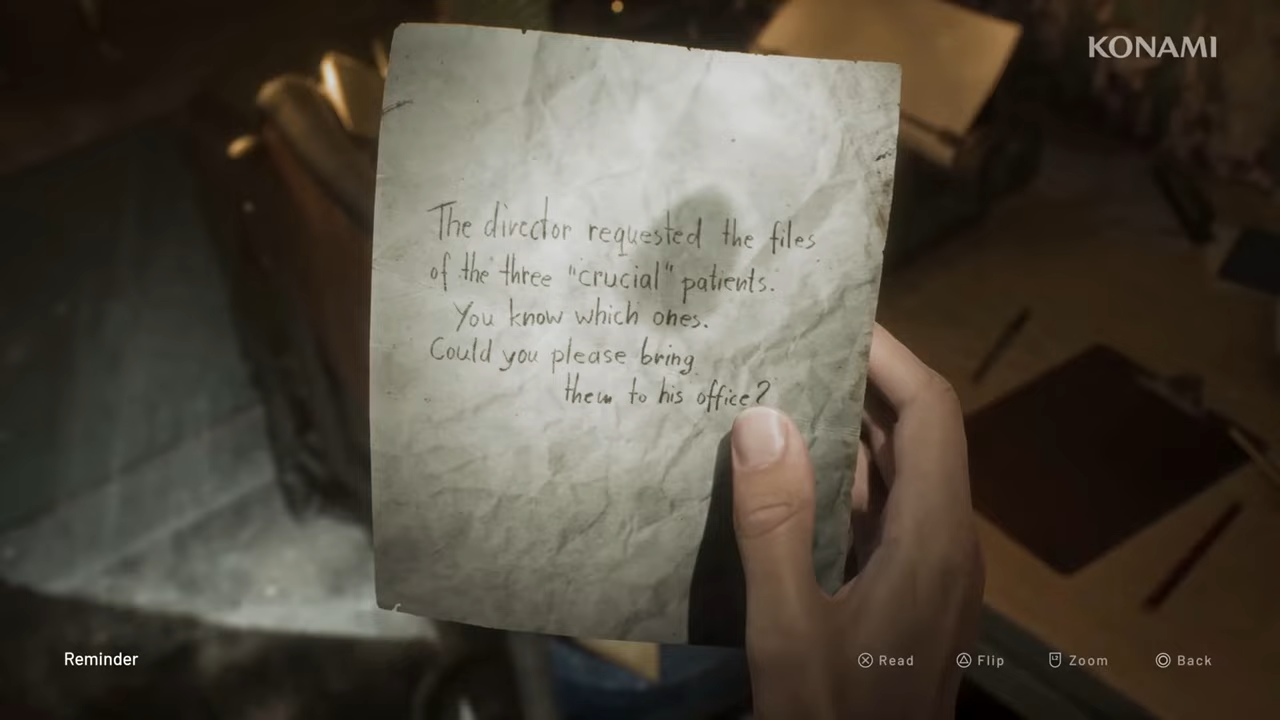 KONAMI
The director requested the files
of the three "crucial" patients.
You know which ones.
Could you please bring
them to his office?
Reminder
Read
Flip
L3 Zoom
Back